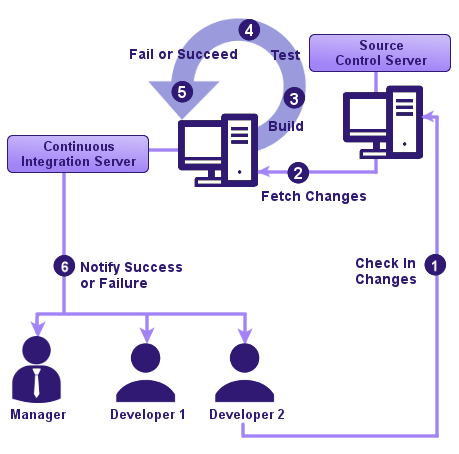 4
Fail or Succeed
Test
Source
Control Server
5
3
Build
1
Continuous
Integration Server
2
Fetch Changes
6
Notify Success
or Failure
Check In
Changes
Manager
Developer 1
Developer 2